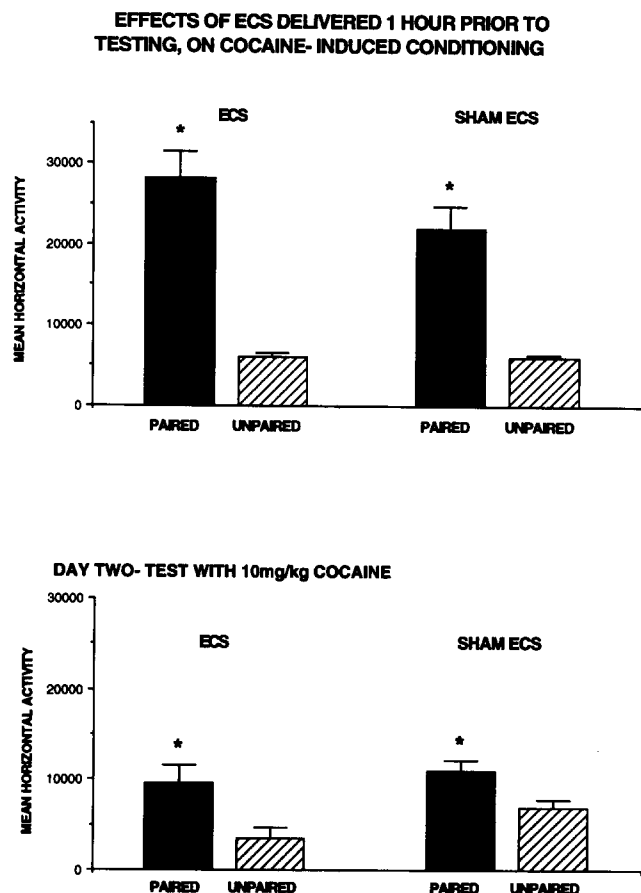 EFFECTS OF ECS DELIVERED 1 HOUR PRIOR TO
TESTING, ON COCAINE- INDUCED CONDITIONING
ECS
SHAM ECS
*
*
30000
20000
10000
0
MEAN HORIZONTAL ACTIVITY
PAIRED
UNPAIRED
PAIRED
UNPAIRED
DAY TWO- TEST WITH 10mg/kg COCAINE
30000
20000
10000
0
MEAN HORIZONTAL ACTIVITY
ECS
SHAM ECS
*
*
PAIRED
UNPAIRED
PAIRED
UNPAIRED